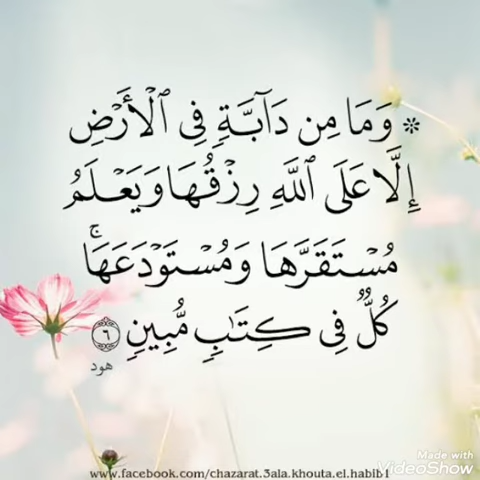 * وَمَا مِن دَآبَّةٍ فِى ٱلْأَرْضِ
إِلَّا عَلَى ٱللَّهِ رِزْقُهَا وَيَعْلَمُ
مُسْتَقَرَّهَا وَمُسْتَوْدَعَهَا ۚ
كُلٌّ فِى كِتَٰبٍ مُّبِينٍ ٦
هود
Made with
VideoShow
www.facebook.com/chazarat.3ala.khouta.el.habib1